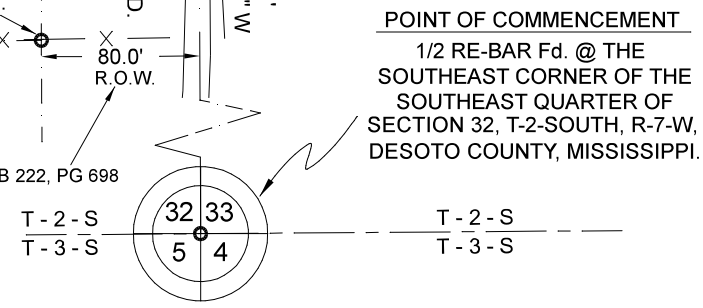 D.
" W
POINT OF COMMENCEMENT
1/2 RE-BAR Fd. @ THE
SOUTHEAST CORNER OF THE
SOUTHEAST QUARTER OF
SECTION 32, T-2-SOUTH, R-7-W,
DESOTO COUNTY, MISSISSIPPI.
X
X
80.0'
R.O.W.
B 222, PG 698
T - 2 - S
T - 3 - S
32 33
5 4
T - 2 - S
T - 3 - S